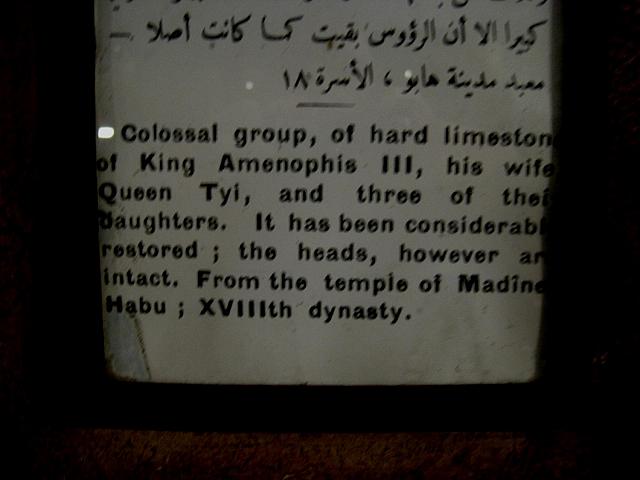 كبيرا الا أن الرؤوس بقيت كما كانت أصلا —
معبد مدينة هابو ، الأسرة ١٨
Colossal group, of hard limeston
of King Amenophis III, his wife
Queen Tyi, and three of thei
daughters. It has been considerabl
restored ; the heads, however ar
intact. From the temple of Madîne
Habu ; XVIIIth dynasty.